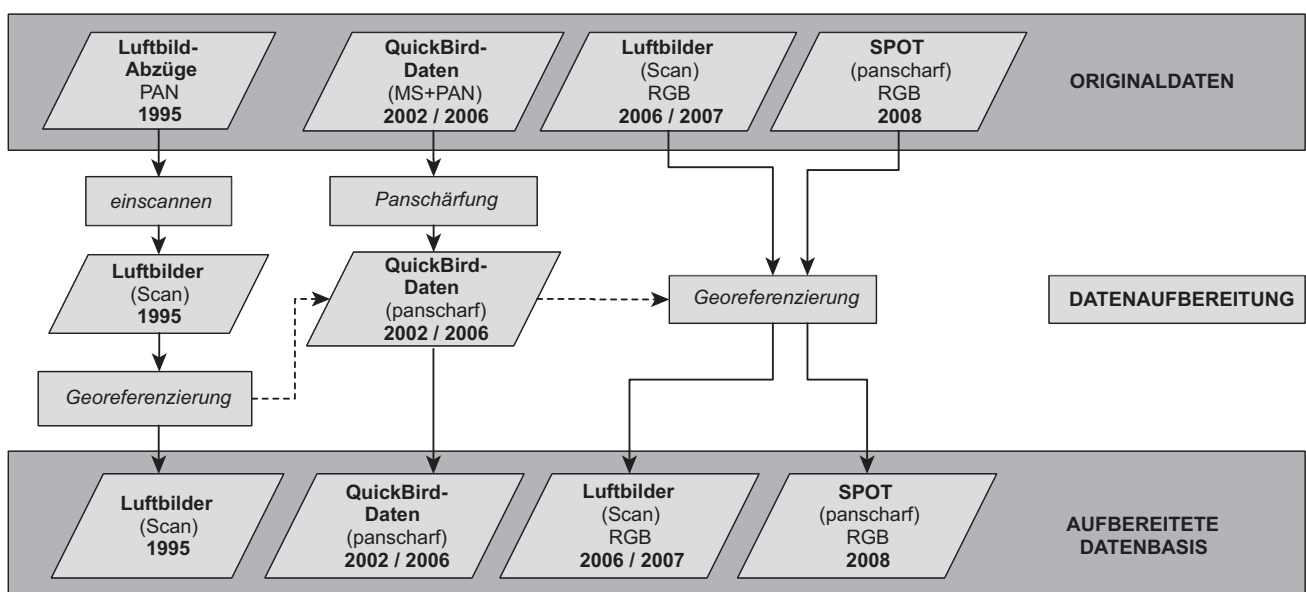 Luftbild-
Abzüge
PAN
1995
QuickBird-
Daten
(MS+PAN)
2002 / 2006
Luftbilder
(Scan)
RGB
2006 / 2007
SPOT
(panscharf)
RGB
2008
ORIGINALDATEN
einscannen
Panschärfung
Luftbilder
(Scan)
1995
QuickBird-
Daten
(panscharf)
2002 / 2006
Georeferenzierung
DATENAUFBEREITUNG
Georeferenzierung
Luftbilder
(Scan)
1995
QuickBird-
Daten
(panscharf)
2002 / 2006
Luftbilder
(Scan)
RGB
2006 / 2007
SPOT
(panscharf)
RGB
2008
AUFBEREITETE
DATENBASIS